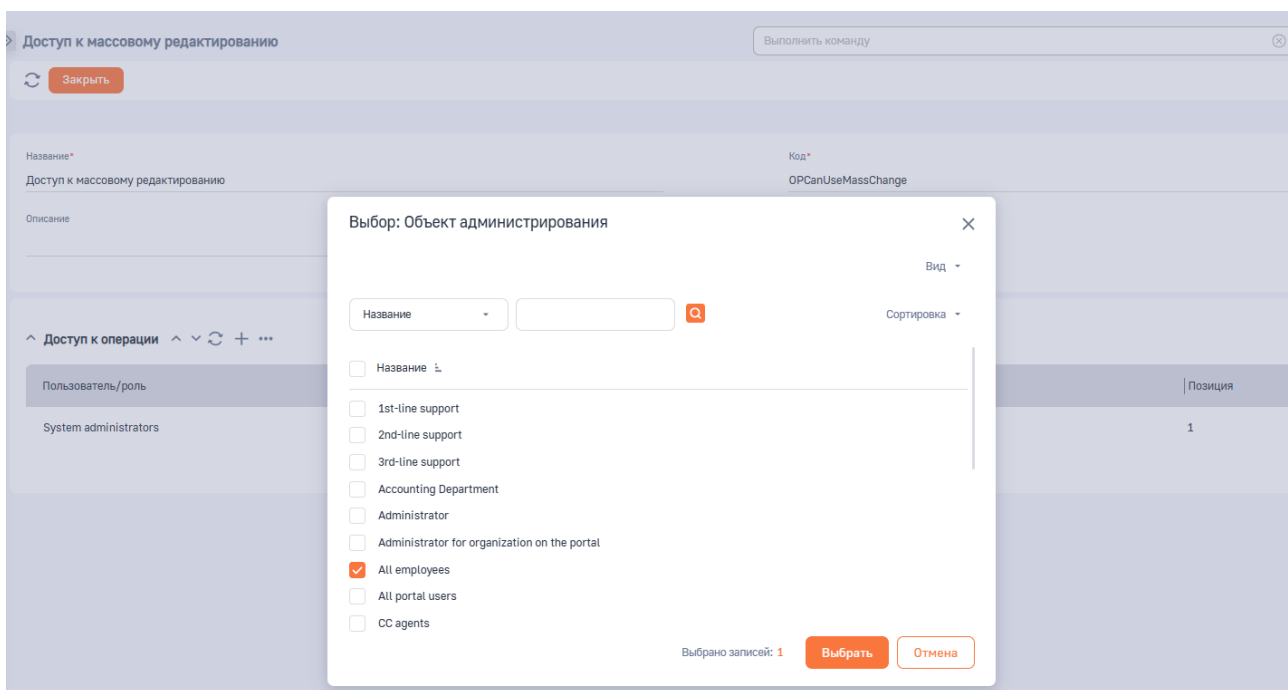 Доступ к массовому редактированию
Выполнить команду
Закрыть
Название*
Код*
Доступ к массовому редактированию
OPCanUseMassChange
Описание
Выбор: Объект администрирования
Вид
Название
Сортировка
Доступ к операции
Название
Пользователь/роль
Позиция
1st-line support
System administrators
1
2nd-line support
3rd-line support
Accounting Department
Administrator
Administrator for organization on the portal
All employees
All portal users
CC agents
Выбрано записей: 1
Выбрать
Отмена